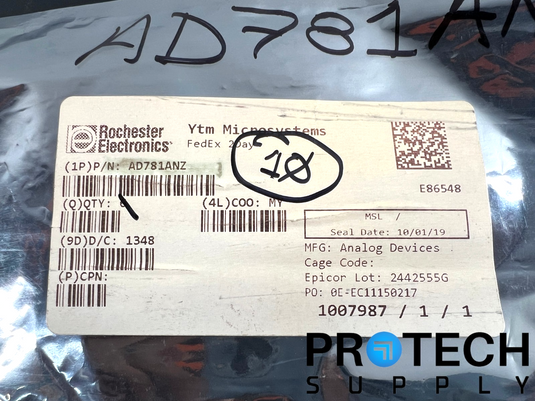 AD781AN
Rochester
Electronics
Ytm Microsystems
FedEx 2Day
10
(1P)P/N: AD781ANZ
E86548
(Q)QTY:
(4L)COO: MY
MSL /
Seal Date: 10/01/19
(9D)D/C: 1348
MFG: Analog Devices
Cage Code:
(P)CPN:
Epicor Lot: 2442555G
PO: 0E-EC11150217
1007987 / 1 / 1
PROTECH
SUPPLY